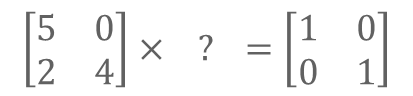 [5 0
2 4] × ? = [1 0
0 1]